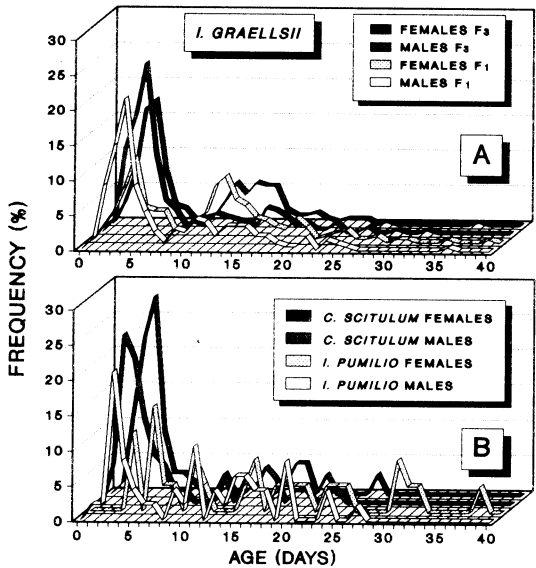 I. GRAELLSII
FEMALES F3
MALES F3
FEMALES F1
MALES F1
A
30
25
20
15
10
5
0
0 5 10 15 20 25 30 35 40
FREQUENCY (%)
B
C. SCITULUM FEMALES
C. SCITULUM MALES
I. PUMILIO FEMALES
I. PUMILIO MALES
30
25
20
15
10
5
0
0 5 10 15 20 25 30 35 40
AGE (DAYS)